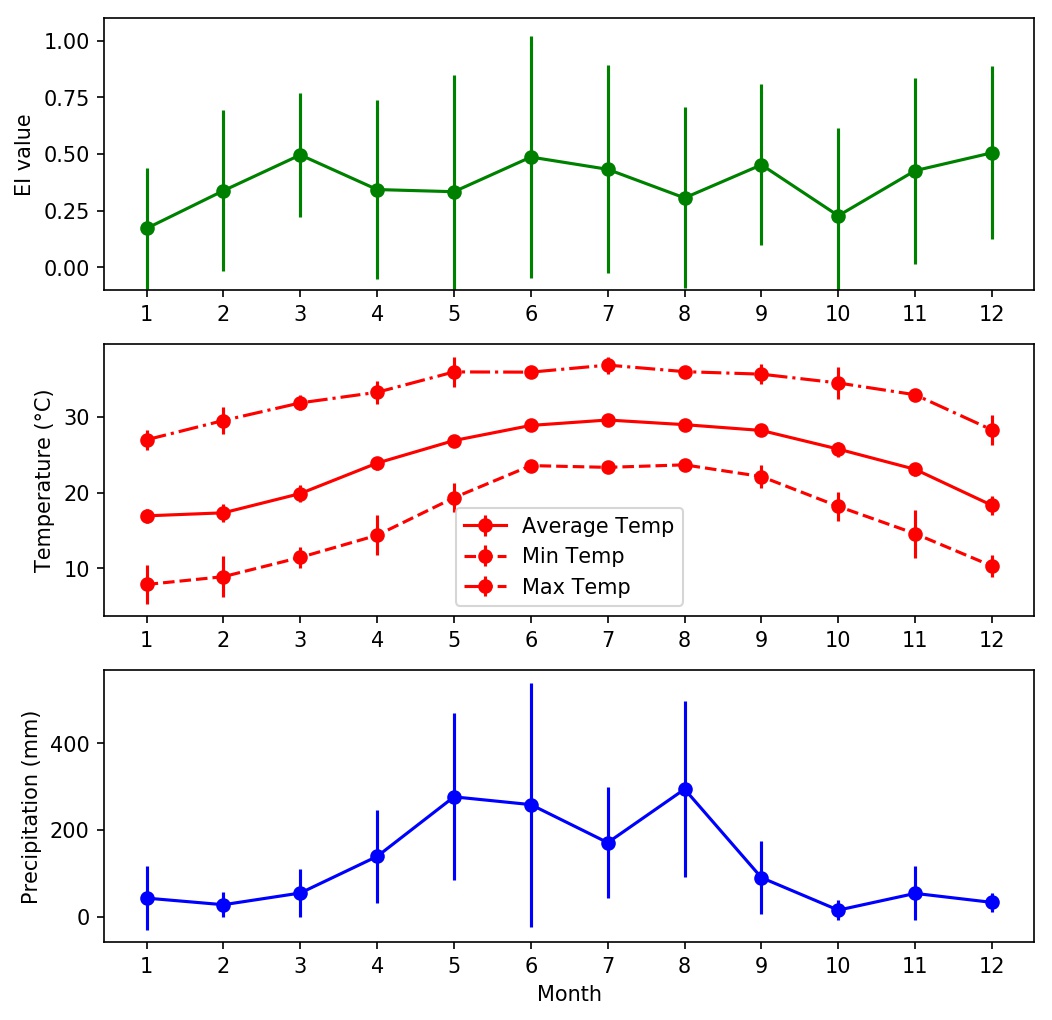 EI value
1.00
0.75
0.50
0.25
0.00
1 2 3 4 5 6 7 8 9 10 11 12
Temperature (°C)
30
20
10
Average Temp
Min Temp
Max Temp
1 2 3 4 5 6 7 8 9 10 11 12
Precipitation (mm)
400
200
0
1 2 3 4 5 6 7 8 9 10 11 12
Month